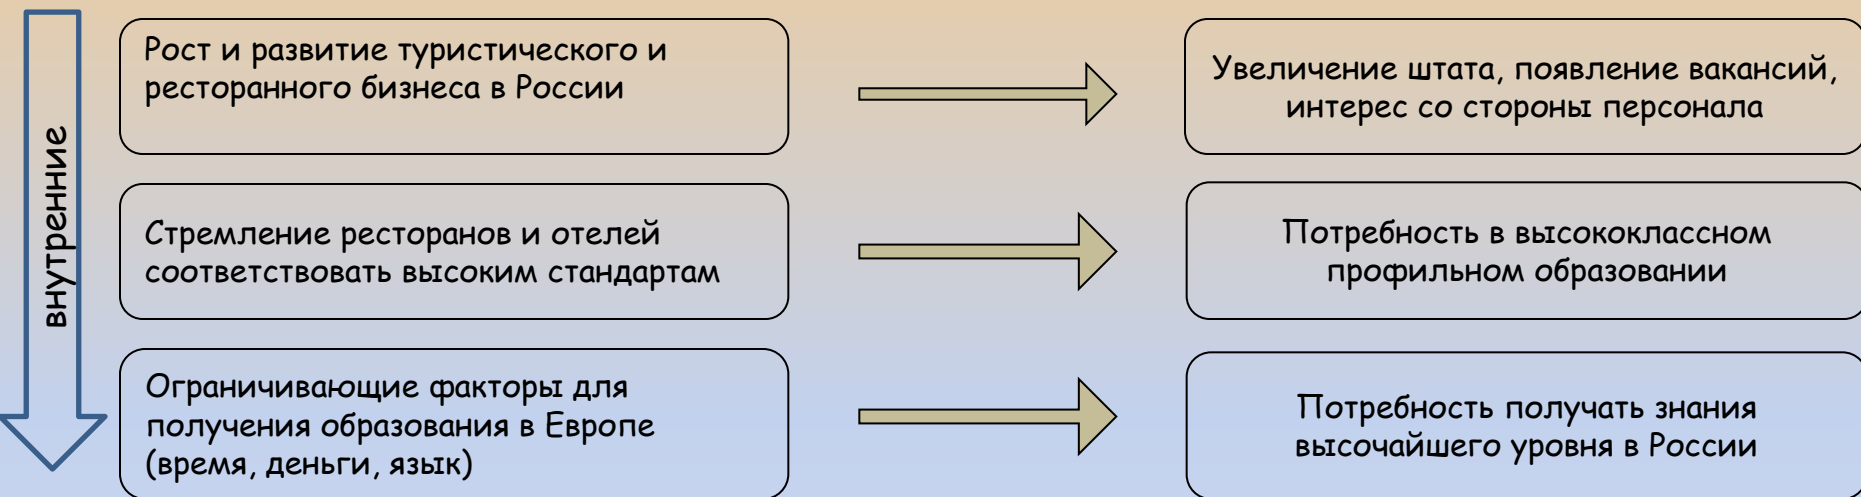 внутренние
Рост и развитие туристического и
ресторанного бизнеса в России
Увеличение штата, появление вакансий,
интерес со стороны персонала
Стремление ресторанов и отелей
соответствовать высоким стандартам
Потребность в высококлассном
профильном образовании
Ограничивающие факторы для
получения образования в Европе
(время, деньги, язык)
Потребность получать знания
высочайшего уровня в России